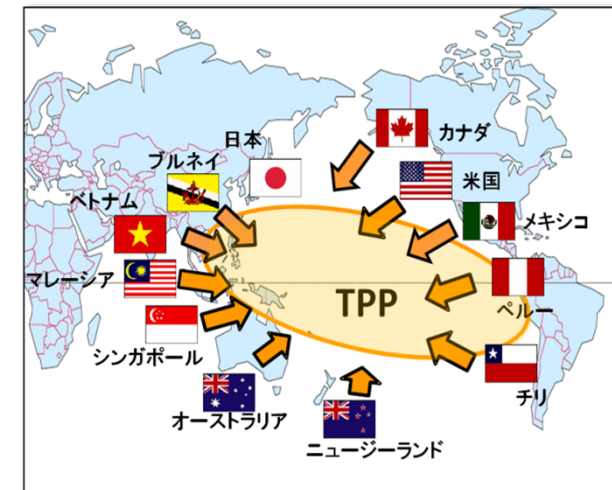 カナダ
日本
ブルネイ
米国
ベトナム
メキシコ
マレーシア
TPP
ペルー
シンガポール
チリ
オーストラリア
ニュージーランド